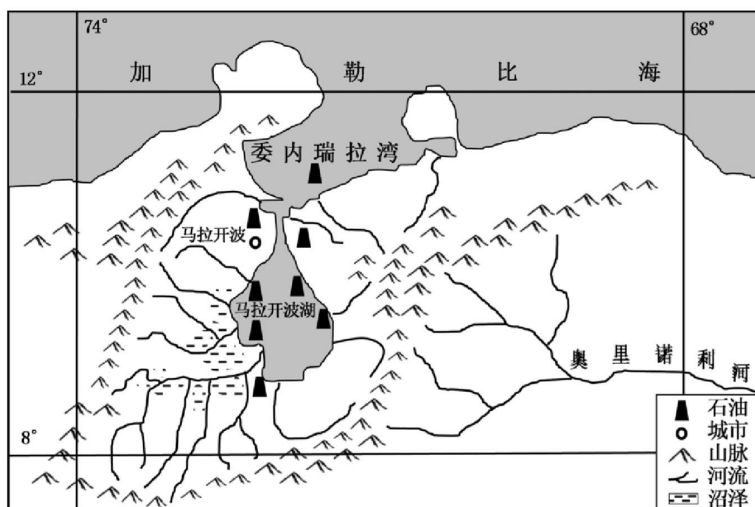 74°
68°
12°
加勒比海
委内瑞拉湾
马拉开波
马拉开波湖
奥里诺利河
8°
石油
城市
山脉
河流
沼泽